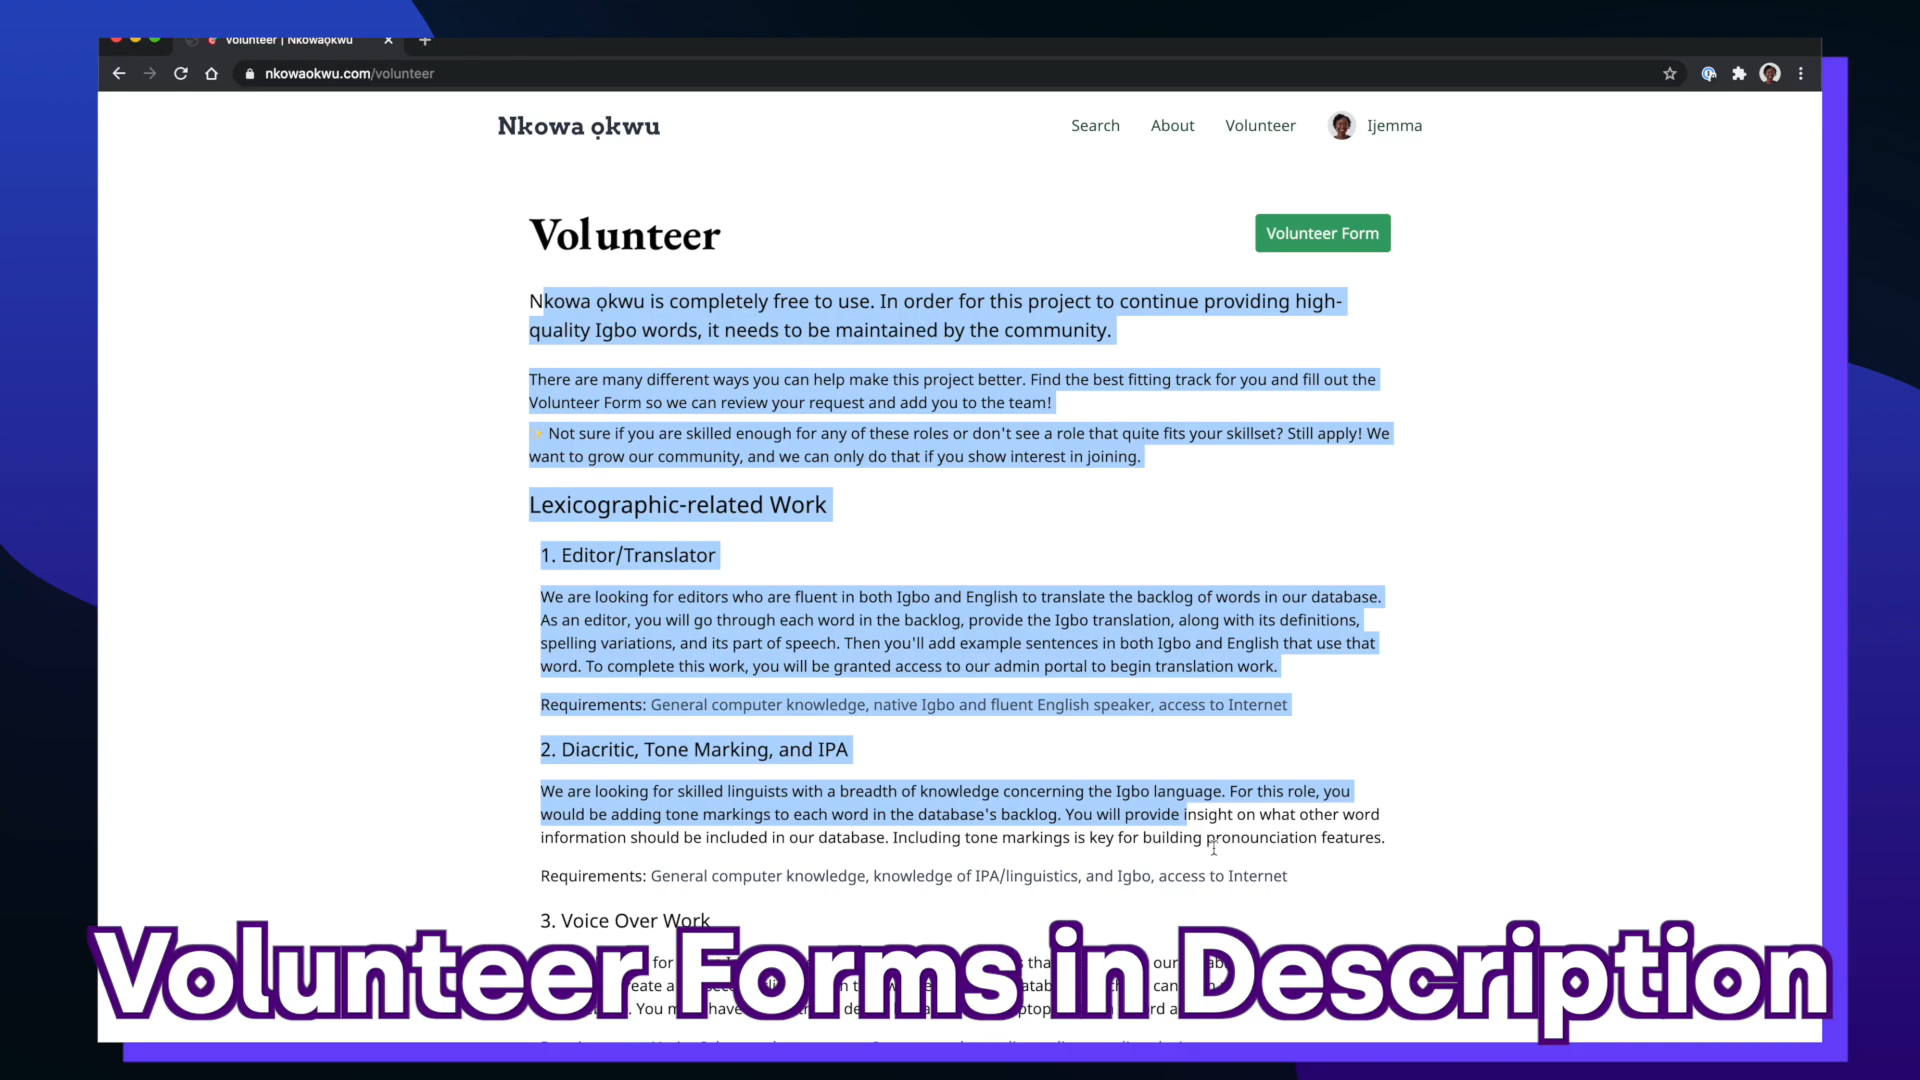 Volunteer | Nkowaọkwu
nkowaokwu.com/volunteer
Nkowa ọkwu
Search About Volunteer Ijemma
Volunteer
Volunteer Form
Nkowa ọkwu is completely free to use. In order for this project to continue providing high-
quality Igbo words, it needs to be maintained by the community.
There are many different ways you can help make this project better. Find the best fitting track for you and fill out the
Volunteer Form so we can review your request and add you to the team!
Not sure if you are skilled enough for any of these roles or don't see a role that quite fits your skillset? Still apply! We
want to grow our community, and we can only do that if you show interest in joining.
Lexicographic-related Work
1. Editor/Translator
We are looking for editors who are fluent in both Igbo and English to translate the backlog of words in our database.
As an editor, you will go through each word in the backlog, provide the Igbo translation, along with its definitions,
spelling variations, and its part of speech. Then you'll add example sentences in both Igbo and English that use that
word. To complete this work, you will be granted access to our admin portal to begin translation work.
Requirements: General computer knowledge, native Igbo and fluent English speaker, access to Internet
2. Diacritic, Tone Marking, and IPA
We are looking for skilled linguists with a breadth of knowledge concerning the Igbo language. For this role, you
would be adding tone markings to each word in the database's backlog. You will provide insight on what other word
information should be included in our database. Including tone markings is key for building pronounciation features.
Requirements: General computer knowledge, knowledge of IPA/linguistics, and Igbo, access to Internet
3. Voice Over Work
Volunteer Forms in Description